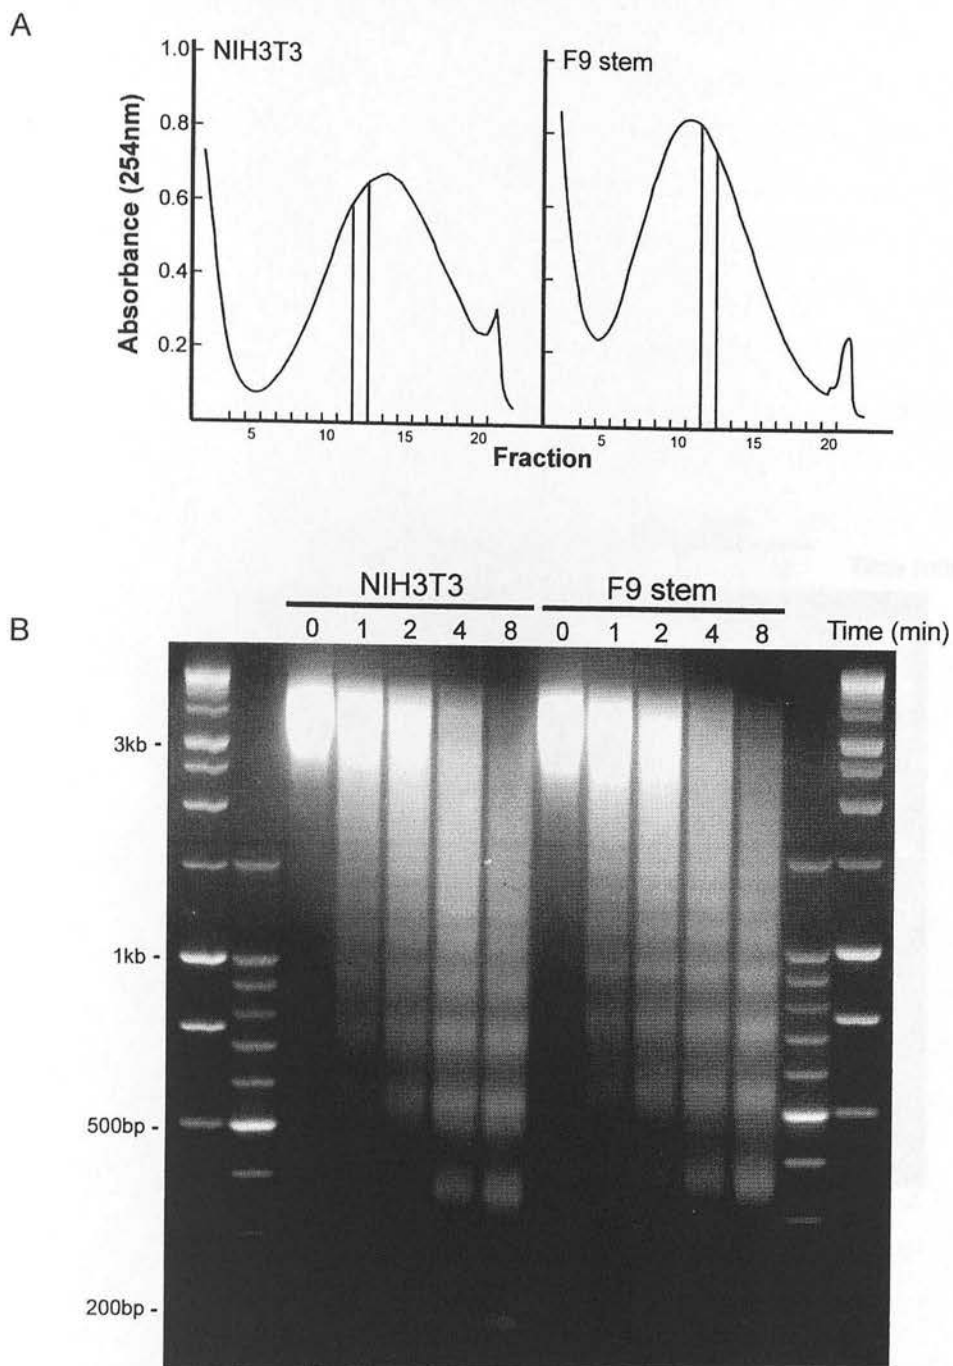 A
NIH3T3
F9 stem
Absorbance (254nm)
1.0
0.8
0.6
0.4
0.2
5 10 15 20 5 10 15 20
Fraction
B
NIH3T3 F9 stem
0 1 2 4 8 0 1 2 4 8 Time (min)
3kb -
1kb -
500bp -
200bp -